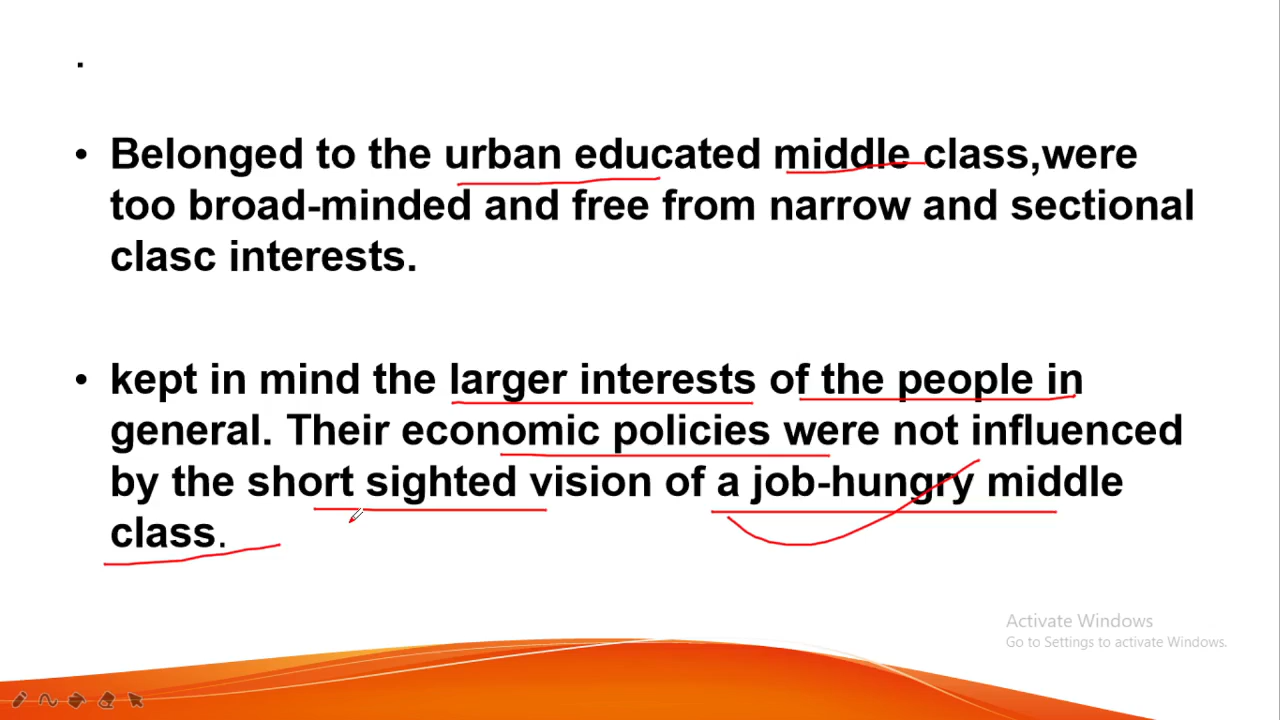 • Belonged to the urban educated middle class,were
too broad-minded and free from narrow and sectional
clasc interests.
• kept in mind the larger interests of the people in
general. Their economic policies were not influenced
by the short sighted vision of a job-hungry middle
class.
Activate Windows
Go to Settings to activate Windows.